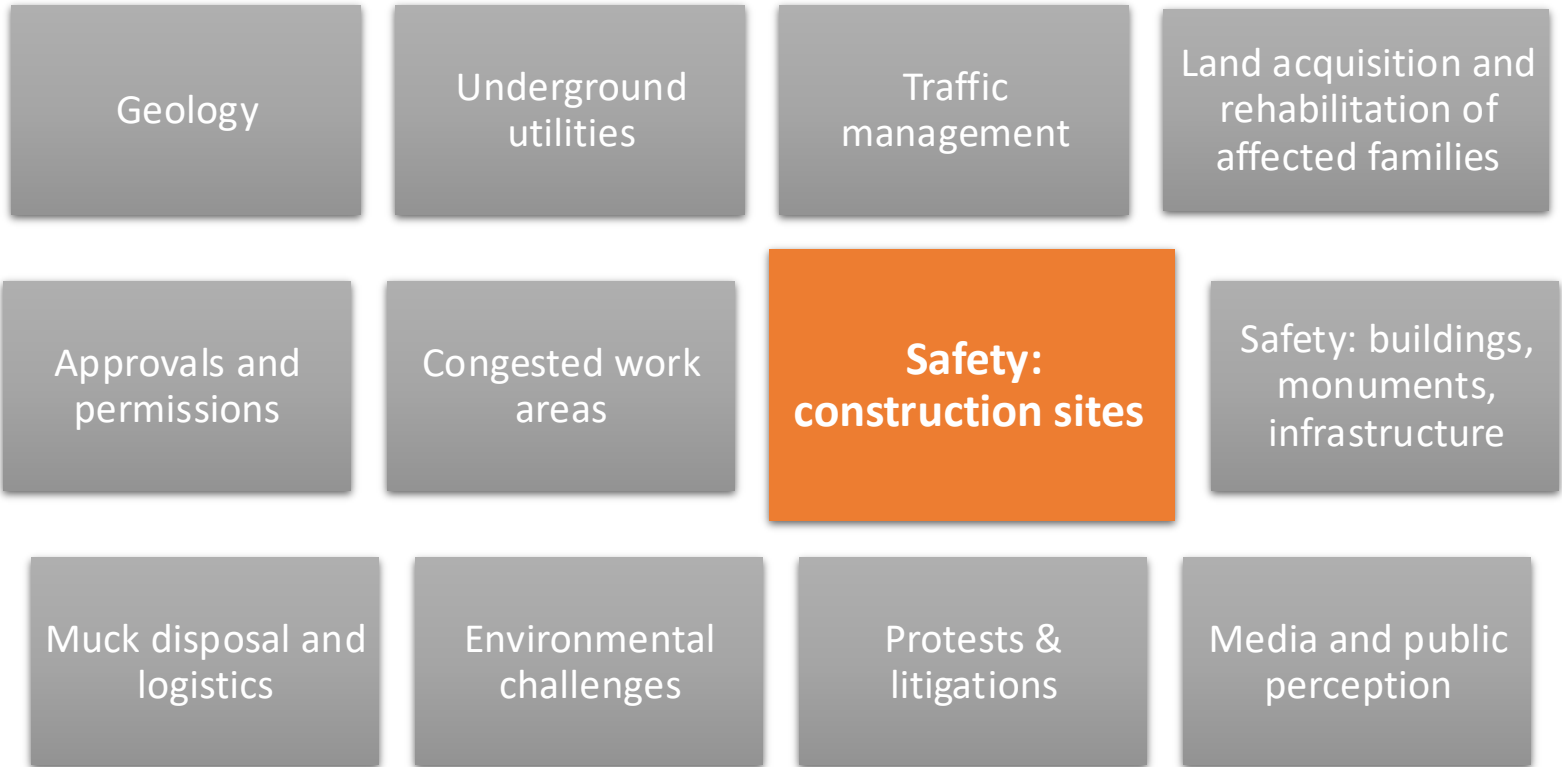 Geology
Underground
utilities
Traffic
management
Land acquisition and
rehabilitation of
affected families
Approvals and
permissions
Congested work
areas
Safety:
construction sites
Safety: buildings,
monuments,
infrastructure
Muck disposal and
logistics
Environmental
challenges
Protests &
litigations
Media and public
perception